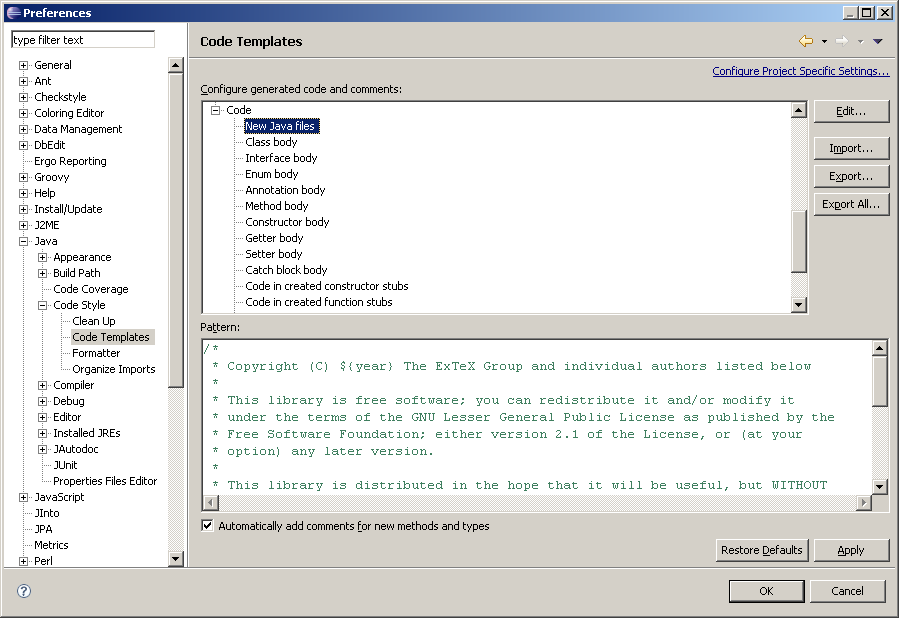 Preferences
type filter text
General
Ant
Checkstyle
Coloring Editor
Data Management
DbEdit
Ergo Reporting
Groovy
Help
Install/Update
J2ME
Java
Appearance
Build Path
Code Coverage
Code Style
Clean Up
Code Templates
Formatter
Organize Imports
Compiler
Debug
Editor
Installed JREs
JAutodoc
JUnit
Properties Files Editor
JavaScript
JInto
JPA
Metrics
Perl
Code Templates
Configure Project Specific Settings...
Configure generated code and comments:
Code
New Java files
Class body
Interface body
Enum body
Annotation body
Method body
Constructor body
Getter body
Setter body
Catch block body
Code in created constructor stubs
Code in created function stubs
Edit...
Import...
Export...
Export All...
Pattern:
/*
* Copyright (C) ${year} The ExTeX Group and individual authors listed below
*
* This library is free software; you can redistribute it and/or modify it
* under the terms of the GNU Lesser General Public License as published by the
* Free Software Foundation; either version 2.1 of the License, or (at your
* option) any later version.
*
* This library is distributed in the hope that it will be useful, but WITHOUT
Automatically add comments for new methods and types
Restore Defaults
Apply
OK
Cancel